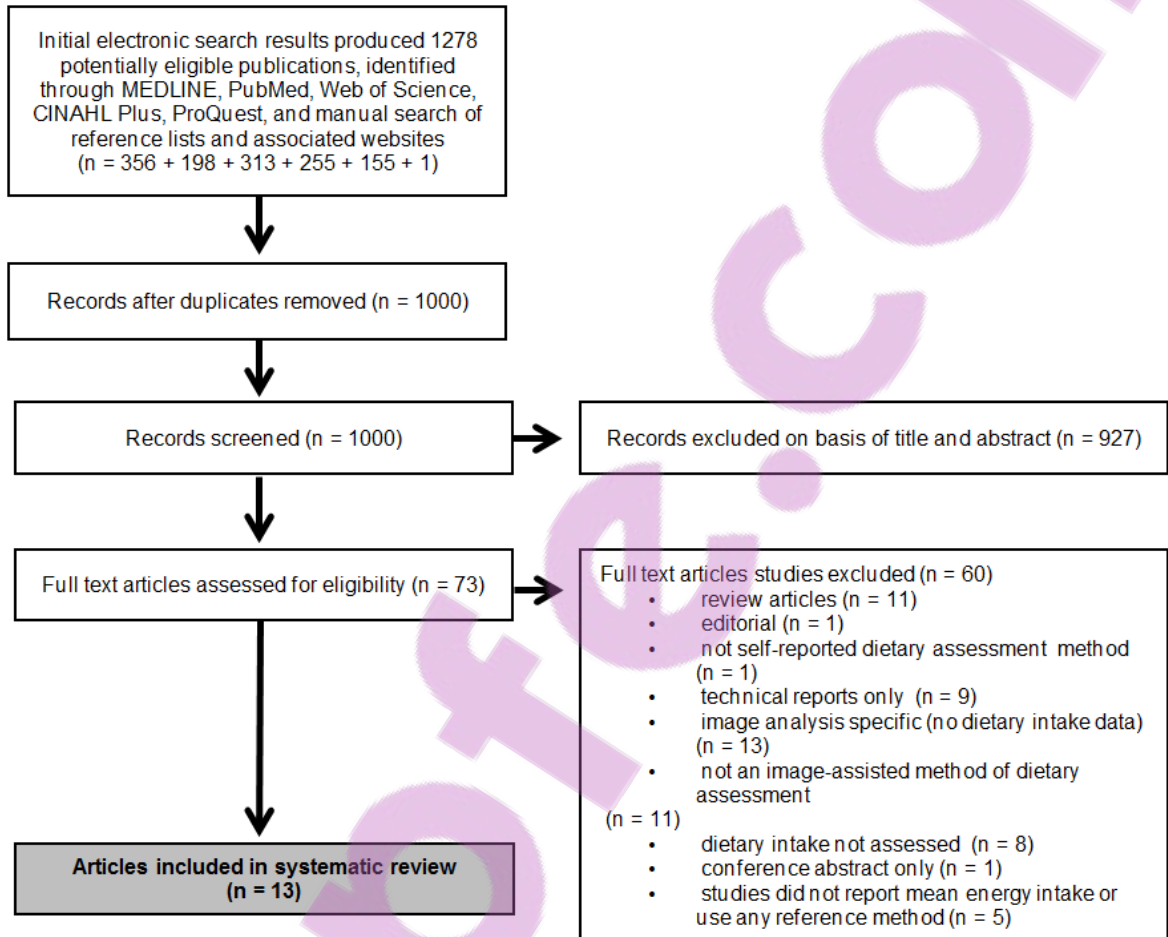 Initial electronic search results produced 1278
potentially eligible publications, identified
through MEDLINE, PubMed, Web of Science,
CINAHL Plus, ProQuest, and manual search of
reference lists and associated websites
(n = 356 + 198 + 313 + 255 + 155 + 1)
Records after duplicates removed (n = 1000)
Records screened (n = 1000)
Records excluded on basis of title and abstract (n = 927)
Full text articles assessed for eligibility (n = 73)
Full text articles studies excluded (n = 60)
• review articles (n = 11)
• editorial (n = 1)
• not self-reported dietary assessment method
(n = 1)
• technical reports only (n = 9)
• image analysis specific (no dietary intake data)
(n = 13)
• not an image-assisted method of dietary
assessment
(n = 11)
• dietary intake not assessed (n = 8)
• conference abstract only (n = 1)
• studies did not report mean energy intake or
use any reference method (n = 5)
Articles included in systematic review
(n = 13)
pfe.com